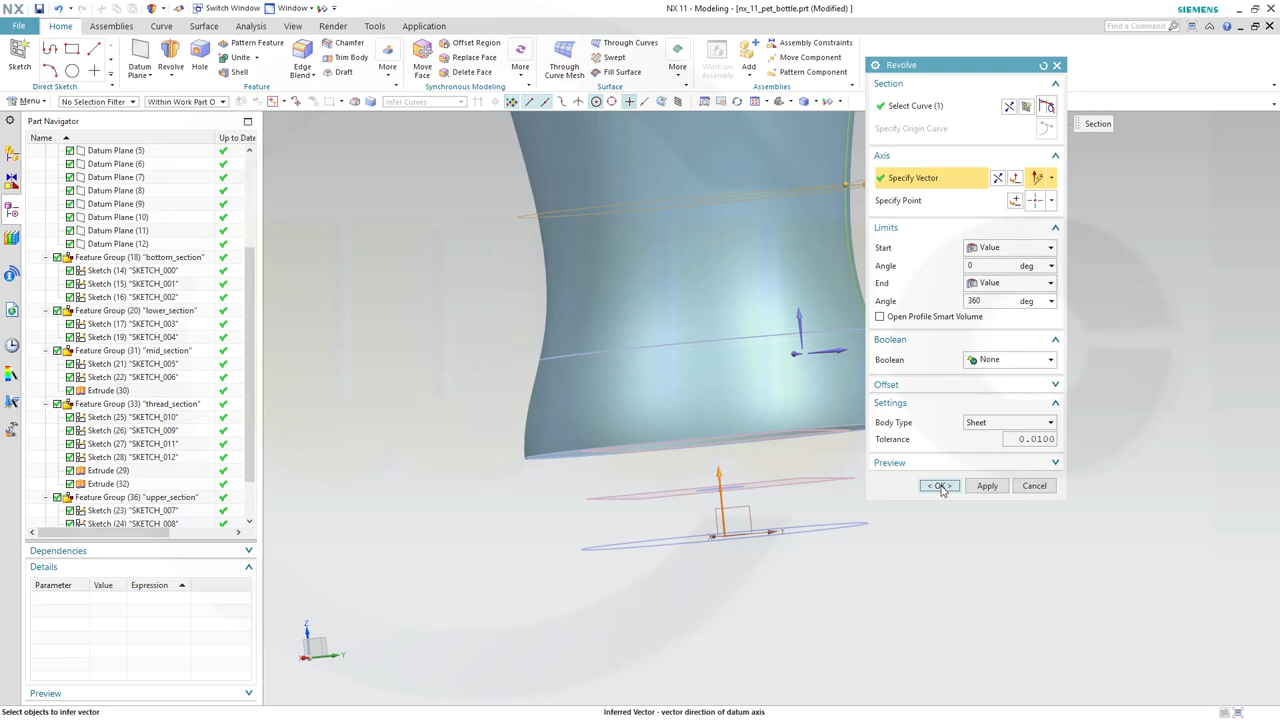 NX
Switch Window
Window
NX 11 - Modeling - [nx_11_pet_bottle.prt (Modified) ]
SIEMENS
File
Home
Assemblies
Curve
Surface
Analysis
View
Render
Tools
Application
Find a Command
Sketch
Direct Sketch
Datum Plane
Revolve
Hole
Pattern Feature
Unite
Shell
Edge Blend
Chamfer
Trim Body
Draft
More
Feature
Move Face
Offset Region
Replace Face
Delete Face
More
Synchronous Modeling
Through Curve Mesh
Through Curves
Swept
Fill Surface
More
Surface
Work on Assembly
Add
Assembly Constraints
Move Component
Pattern Component
Assemblies
Menu
No Selection Filter
Within Work Part O
Infer Curves
Part Navigator
Name
Up to Date
Datum Plane (5)
Datum Plane (6)
Datum Plane (7)
Datum Plane (8)
Datum Plane (9)
Datum Plane (10)
Datum Plane (11)
Datum Plane (12)
Feature Group (18) "bottom_section"
Sketch (14) "SKETCH_000"
Sketch (15) "SKETCH_001"
Sketch (16) "SKETCH_002"
Feature Group (20) "lower_section"
Sketch (17) "SKETCH_003"
Sketch (19) "SKETCH_004"
Feature Group (31) "mid_section"
Sketch (21) "SKETCH_005"
Sketch (22) "SKETCH_006"
Extrude (30)
Feature Group (33) "thread_section"
Sketch (25) "SKETCH_010"
Sketch (26) "SKETCH_009"
Sketch (27) "SKETCH_011"
Sketch (28) "SKETCH_012"
Extrude (29)
Extrude (32)
Feature Group (36) "upper_section"
Sketch (23) "SKETCH_007"
Sketch (24) "SKETCH_008"
Dependencies
Details
Parameter
Value
Expression
Preview
Revolve
Section
Select Curve (1)
Specify Origin Curve
Axis
Specify Vector
Specify Point
Limits
Start
Value
Angle
0 deg
End
Value
Angle
360 deg
Open Profile Smart Volume
Boolean
Boolean
None
Offset
Settings
Body Type
Sheet
Tolerance
0.0100
Preview
< OK >
Apply
Cancel
Section
Y
Z
X
Y
Select objects to infer vector
Inferred Vector - vector direction of datum axis